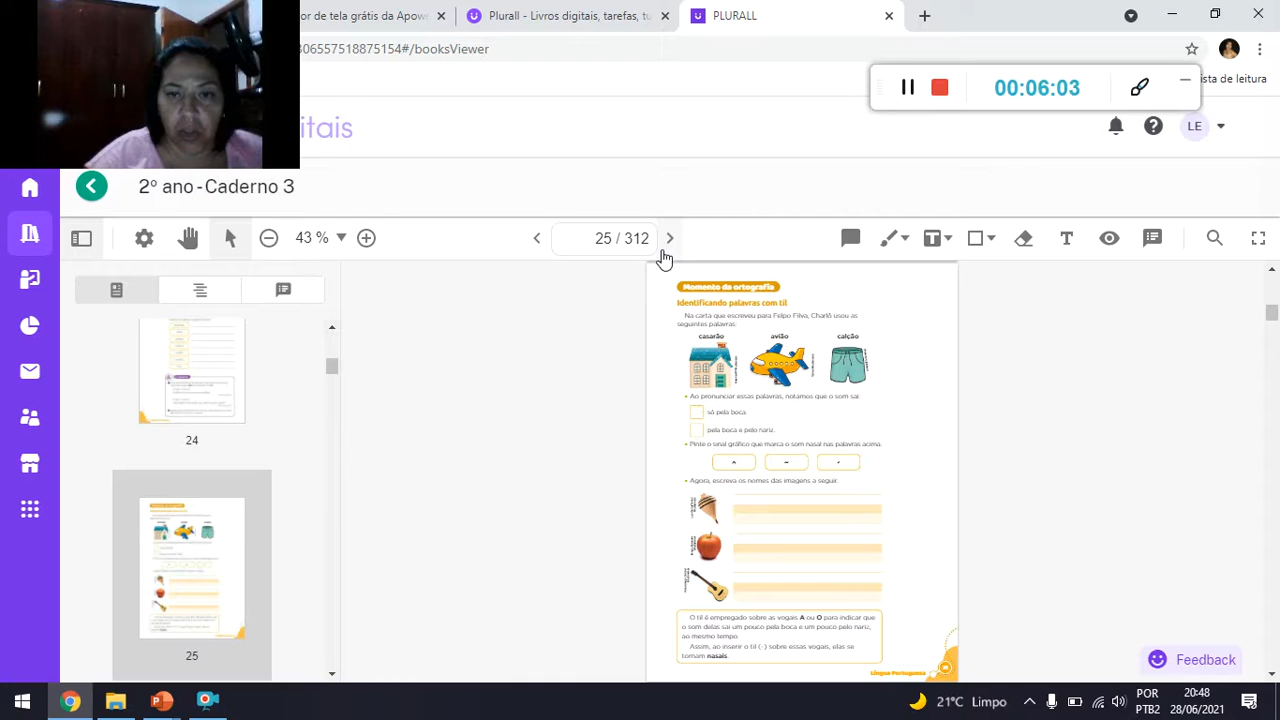 or de tela grátis da Apow
Plurall - Livros digitais, tarefas, tu
PLURALL
306557518875154#/booksViewer
ista de leitura
00:06:03
itais
LE
2º ano - Caderno 3
43 %
25 / 312
24
25
Momento da ortografia
Identificando palavras com til
Na carta que escreveu para Felpo Filva, Charlô usou as
seguintes palavras:
casarão
avião
calção
• Ao pronunciar essas palavras, notamos que o som sai
só pela boca.
pela boca e pelo nariz.
• Pinte o sinal gráfico que marca o som nasal nas palavras acima.
^
~
´
• Agora, escreva os nomes das imagens a seguir.
O til é empregado sobre as vogais A ou O para indicar que
o som delas sai um pouco pela boca e um pouco pelo nariz,
ao mesmo tempo.
Assim, ao inserir o til (~) sobre essas vogais, elas se
tornam nasais.
Língua Portuguesa
Feedback
21°C Limpo
POR
PTB2
20:48
28/06/2021